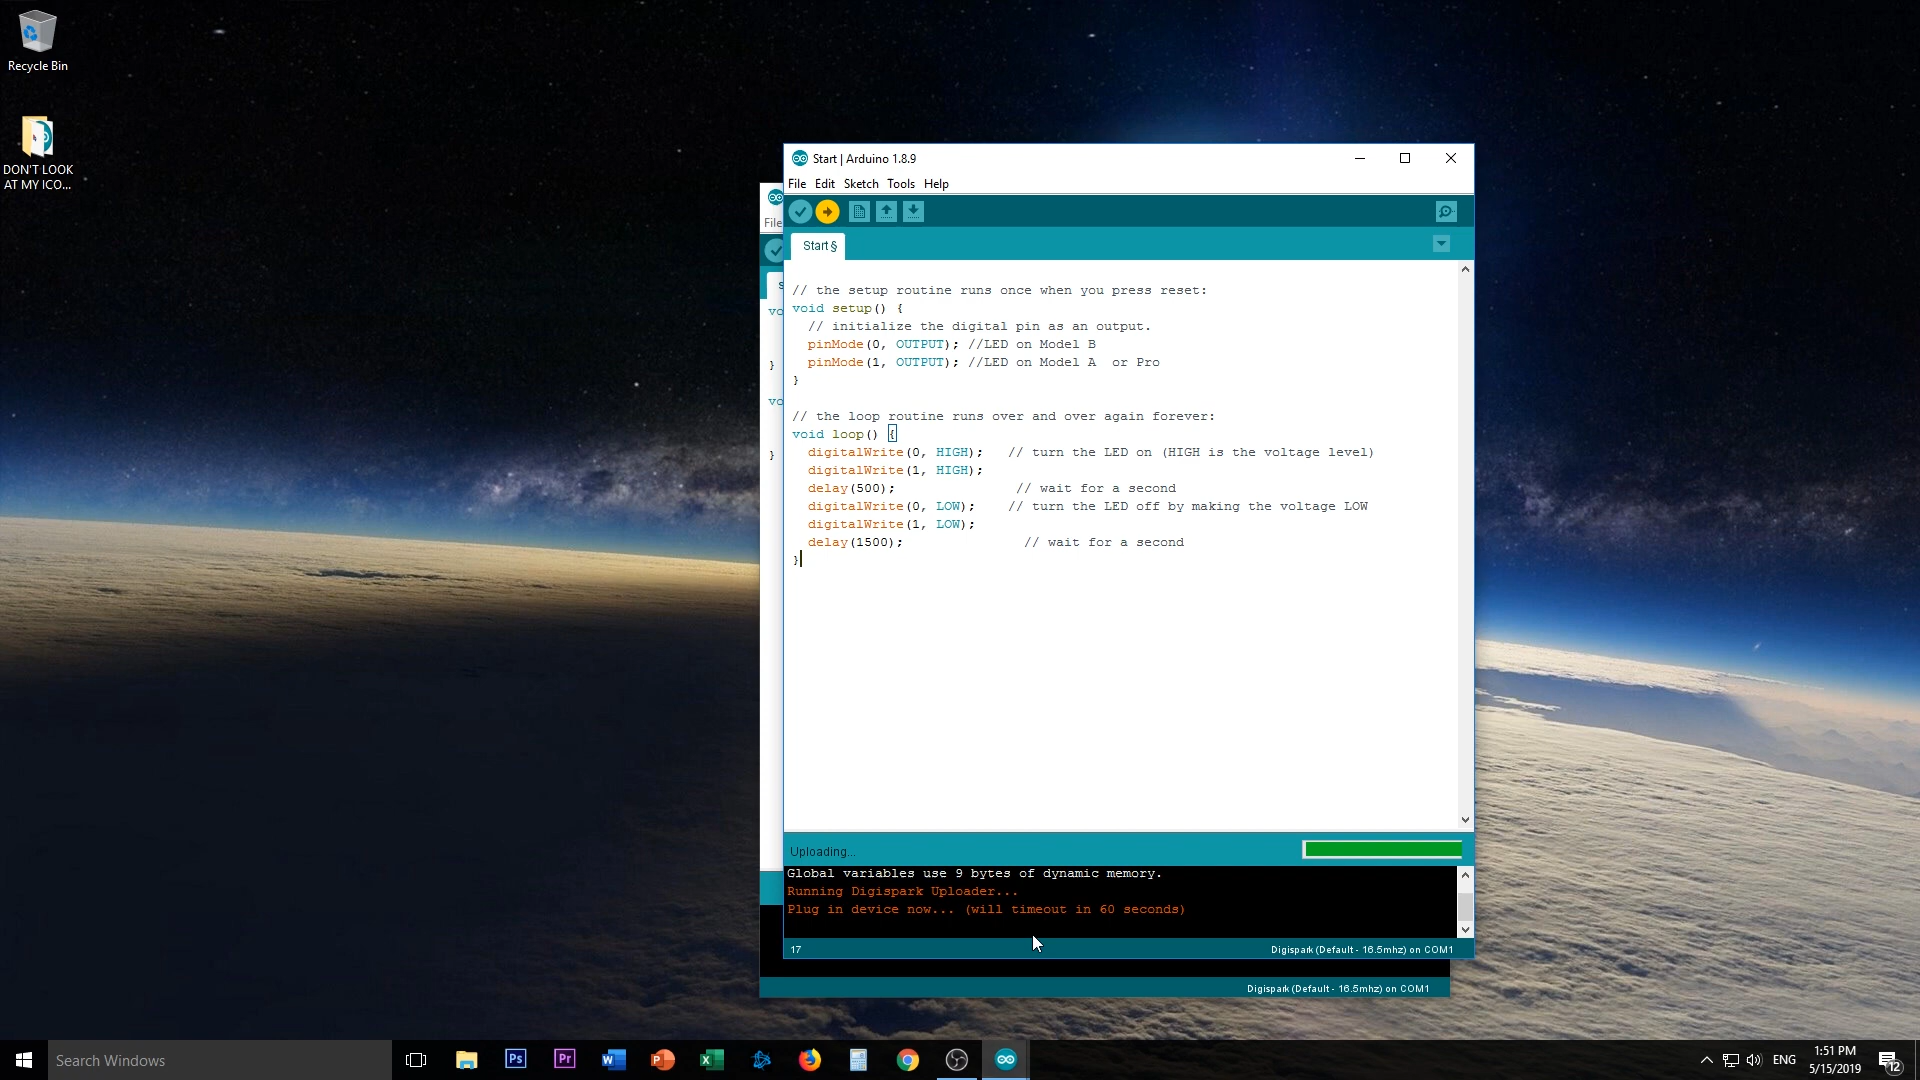 Recycle Bin
DON'T LOOK
AT MY ICO...
Start | Arduino 1.8.9
File Edit Sketch Tools Help
File
Start§
// the setup routine runs once when you press reset:
void setup() {
  // initialize the digital pin as an output.
  pinMode(0, OUTPUT); //LED on Model B
  pinMode(1, OUTPUT); //LED on Model A  or Pro
}
// the loop routine runs over and over again forever:
void loop() {
  digitalWrite(0, HIGH);   // turn the LED on (HIGH is the voltage level)
  digitalWrite(1, HIGH);
  delay(500);               // wait for a second
  digitalWrite(0, LOW);    // turn the LED off by making the voltage LOW
  digitalWrite(1, LOW);
  delay(1500);               // wait for a second
}
vo
}
vo
}
Uploading...
Global variables use 9 bytes of dynamic memory.
Running Digispark Uploader...
Plug in device now... (will timeout in 60 seconds)
17
Digispark (Default - 16.5mhz) on COM1
Digispark (Default - 16.5mhz) on COM1
Search Windows
Ps
Pr
ENG
1:51 PM
5/15/2019
12